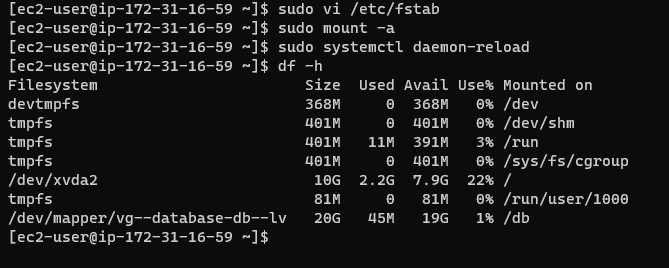 [ec2-user@ip-172-31-16-59 ~]$ sudo vi /etc/fstab
[ec2-user@ip-172-31-16-59 ~]$ sudo mount -a
[ec2-user@ip-172-31-16-59 ~]$ sudo systemctl daemon-reload
[ec2-user@ip-172-31-16-59 ~]$ df -h
Filesystem                      Size  Used Avail Use% Mounted on
devtmpfs                        368M     0  368M   0% /dev
tmpfs                           401M     0  401M   0% /dev/shm
tmpfs                           401M   11M  391M   3% /run
tmpfs                           401M     0  401M   0% /sys/fs/cgroup
/dev/xvda2                       10G  2.2G  7.9G  22% /
tmpfs                            81M     0   81M   0% /run/user/1000
/dev/mapper/vg--database-db--lv  20G   45M   19G   1% /db
[ec2-user@ip-172-31-16-59 ~]$